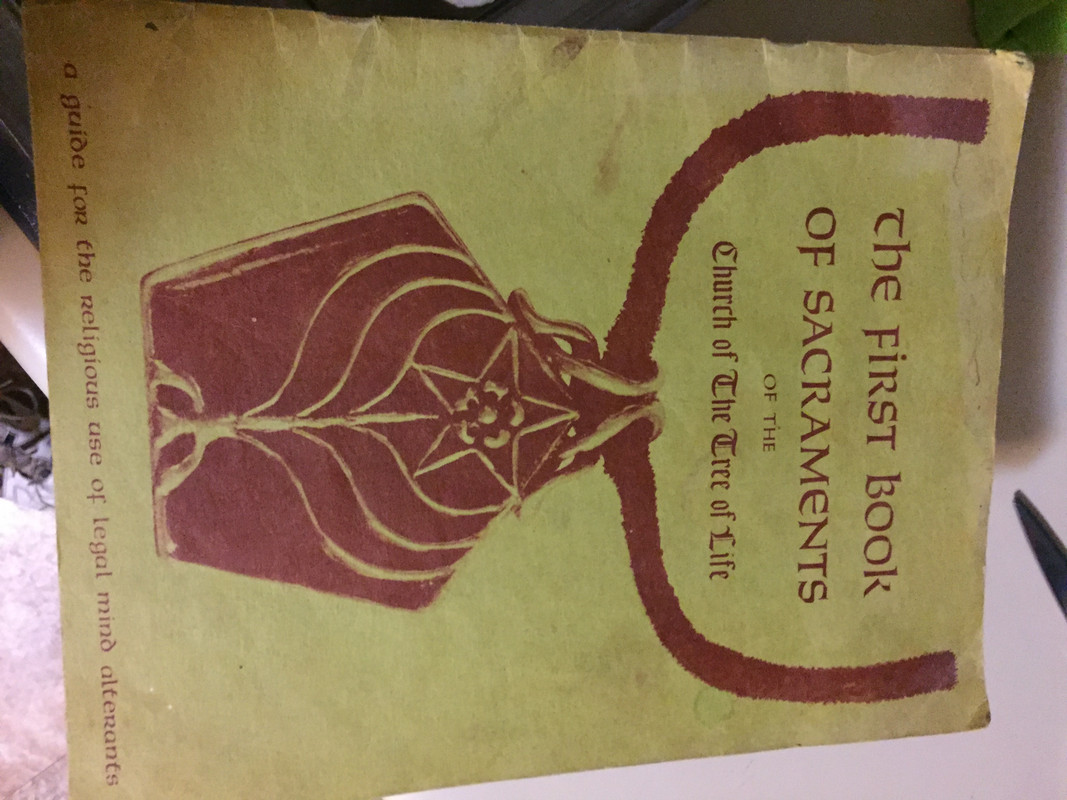 The First Book
of Sacraments
OF THE
Church of The Tree of Life
a guide for the religious use of legal mind alterants